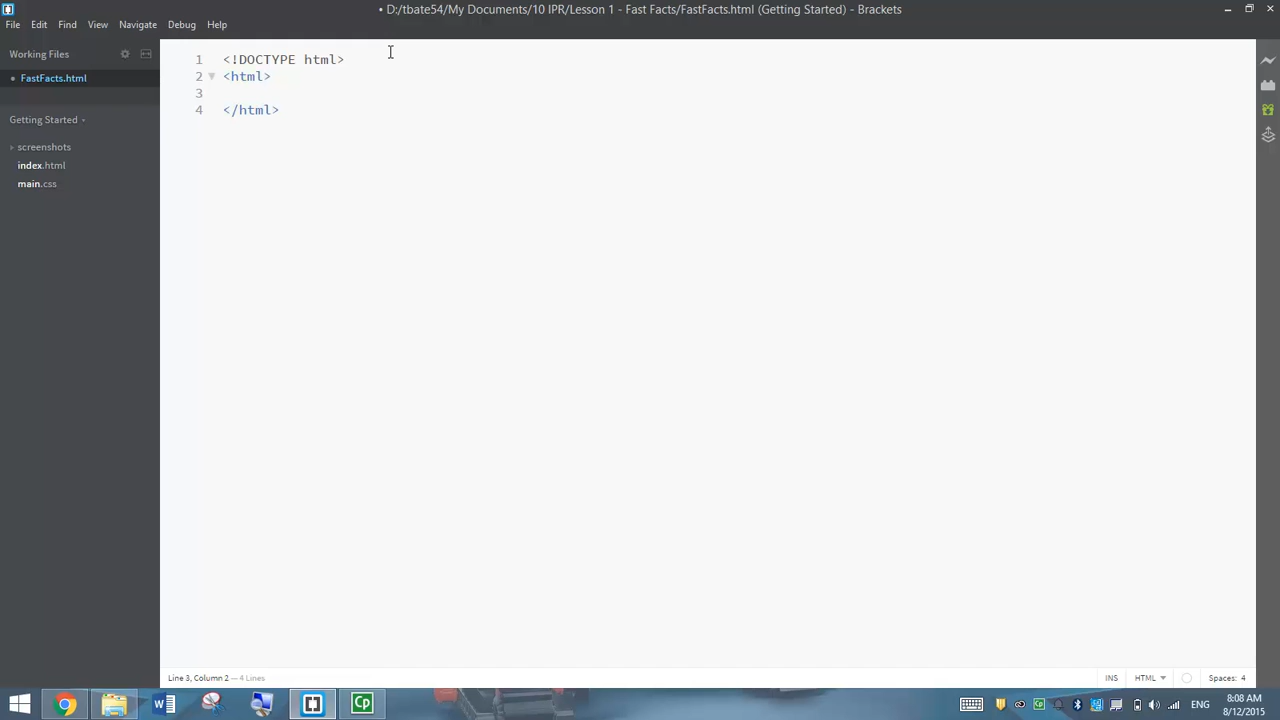 • D:/tbate54/My Documents/10 IPR/Lesson 1 - Fast Facts/FastFacts.html (Getting Started) - Brackets
File Edit Find View Navigate Debug Help
Working Files
• FastFacts.html
Getting Started
screenshots
index.html
main.css
1 <!DOCTYPE html>
2 <html>
3
4 </html>
Line 3, Column 2 — 4 Lines
INS HTML Spaces: 4
Cp
ENG
8:08 AM
8/12/2015